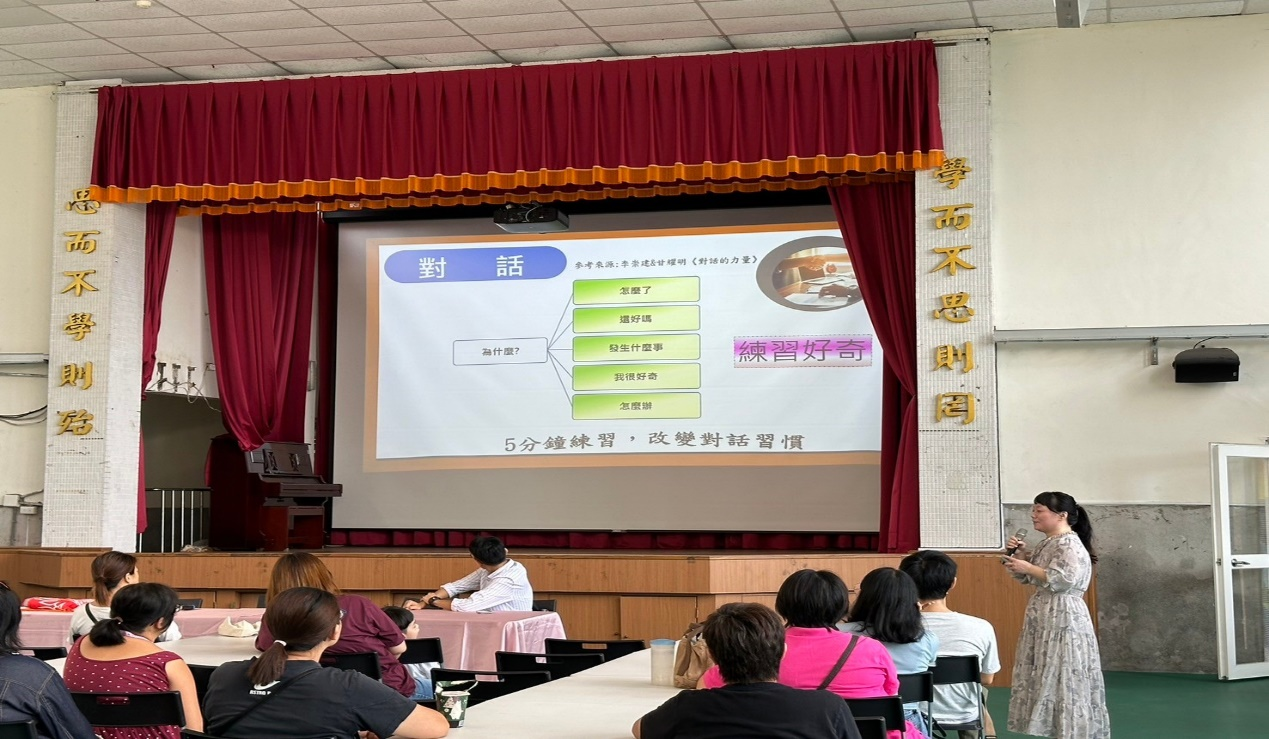 思而不學則殆
學而不思則罔
對 話
參考來源:李崇建&甘耀明《對話的力量》
為什麼?
怎麼了
還好嗎
發生什麼事
我很好奇
怎麼辦
練習好奇
5分鐘練習，改變對話習慣